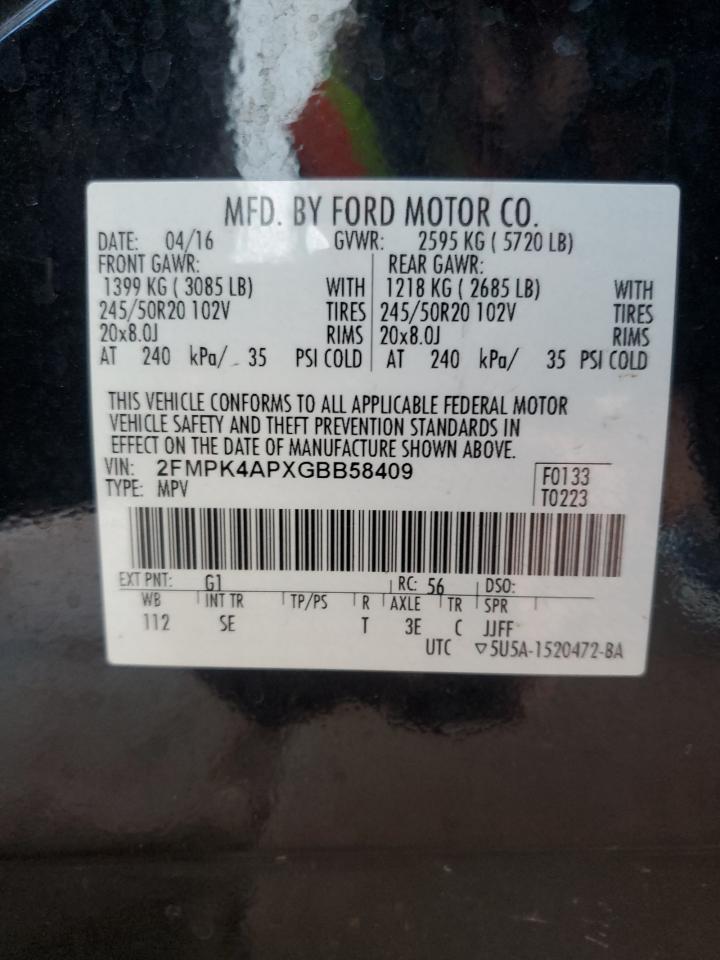 MFD. BY FORD MOTOR CO.
DATE: 04/16 GVWR: 2595 KG ( 5720 LB)
FRONT GAWR: REAR GAWR:
1399 KG ( 3085 LB) WITH 1218 KG ( 2685 LB) WITH
245/50R20 102V TIRES 245/50R20 102V TIRES
20x8.0J RIMS 20x8.0J RIMS
AT 240 kPa/ 35 PSI COLD AT 240 kPa/ 35 PSI COLD
THIS VEHICLE CONFORMS TO ALL APPLICABLE FEDERAL MOTOR
VEHICLE SAFETY AND THEFT PREVENTION STANDARDS IN
EFFECT ON THE DATE OF MANUFACTURE SHOWN ABOVE.
VIN: 2FMPK4APXGBB58409
TYPE: MPV
F0133
T0223
EXT PNT: G1 RC: 56 DSO:
WB INT TR TP/PS R AXLE TR SPR
112 SE T 3E C JJFF
UTC ▽5U5A-1520472-BA